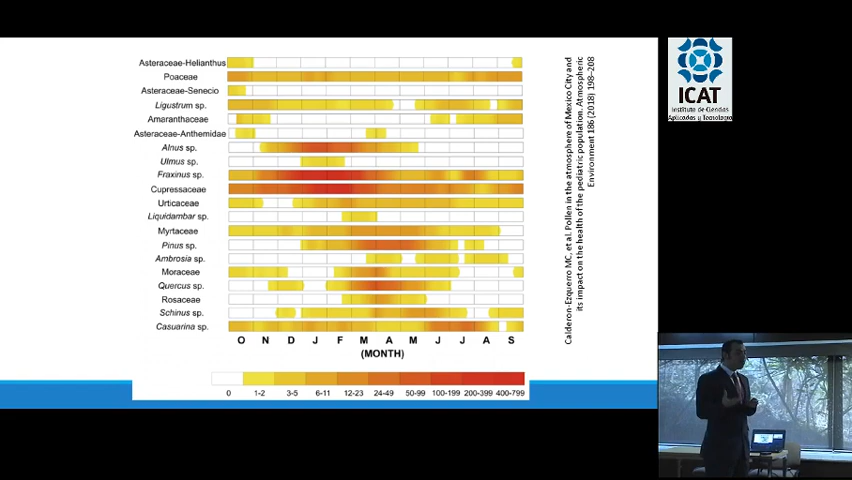 Asteraceae-Helianthus
Poaceae
Asteraceae-Senecio
Ligustrum sp.
Amaranthaceae
Asteraceae-Anthemidae
Alnus sp.
Ulmus sp.
Fraxinus sp.
Cupressaceae
Urticaceae
Liquidambar sp.
Myrtaceae
Pinus sp.
Ambrosia sp.
Moraceae
Quercus sp.
Rosaceae
Schinus sp.
Casuarina sp.
O N D J F M A M J J A S
(MONTH)
0 1-2 3-5 6-11 12-23 24-49 50-99 100-199 200-399 400-799
Calderon-Ezquerro MC, et al. Pollen in the atmosphere of Mexico City and
its impact on the health of the pediatric population. Atmospheric
Environment 186 (2018) 198–208
ICAT
Instituto de Ciencias
Aplicadas y Tecnología